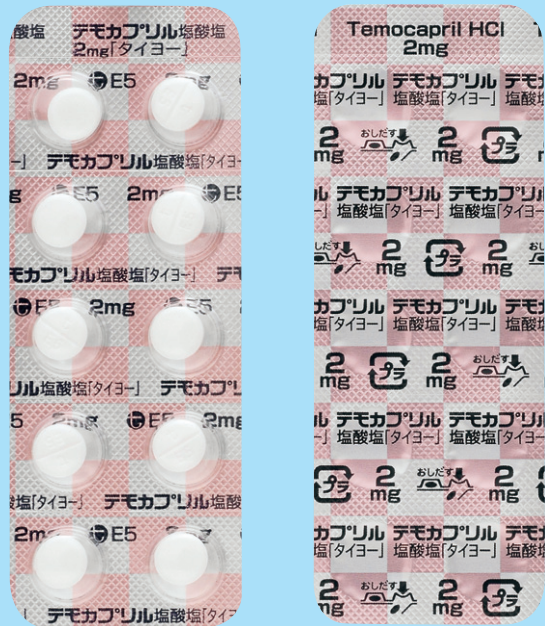 酸塩 デモカプリル塩酸塩
2mg「タイヨー」
2mg E5 2mg
デモカプリル塩酸塩「タイヨー
E5 2mg E5
モカプリル塩酸塩「タイヨー」 デモ
E5 2mg E5
リル塩酸塩「タイヨー」 デモカプリ
5 2mg E5 2mg
塩「タイヨー」 デモカプリル塩酸
2mg E5
デモカプリル塩酸塩「タイヨ
Temocapril HCl
2mg
カプリル デモカプリル デモカ
塩「タイヨー」 塩酸塩「タイヨー」 塩酸塩
mg おしだす 2mg プラ
リル デモカプリル デモカプリル
」 塩酸塩「タイヨー」 塩酸塩「タイヨー
しだす 2mg プラ 2mg
カプリル デモカプリル デモカ
塩「タイヨー」 塩酸塩「タイヨー」 塩酸塩
2mg プラ 2mg おしだす
リル デモカプリル デモカプリル
」 塩酸塩「タイヨー」 塩酸塩「タイヨー
プラ 2mg おしだす 2mg
カプリル デモカプリル デモカ
塩「タイヨー」 塩酸塩「タイヨー」 塩酸塩
2mg おしだす 2mg プラ